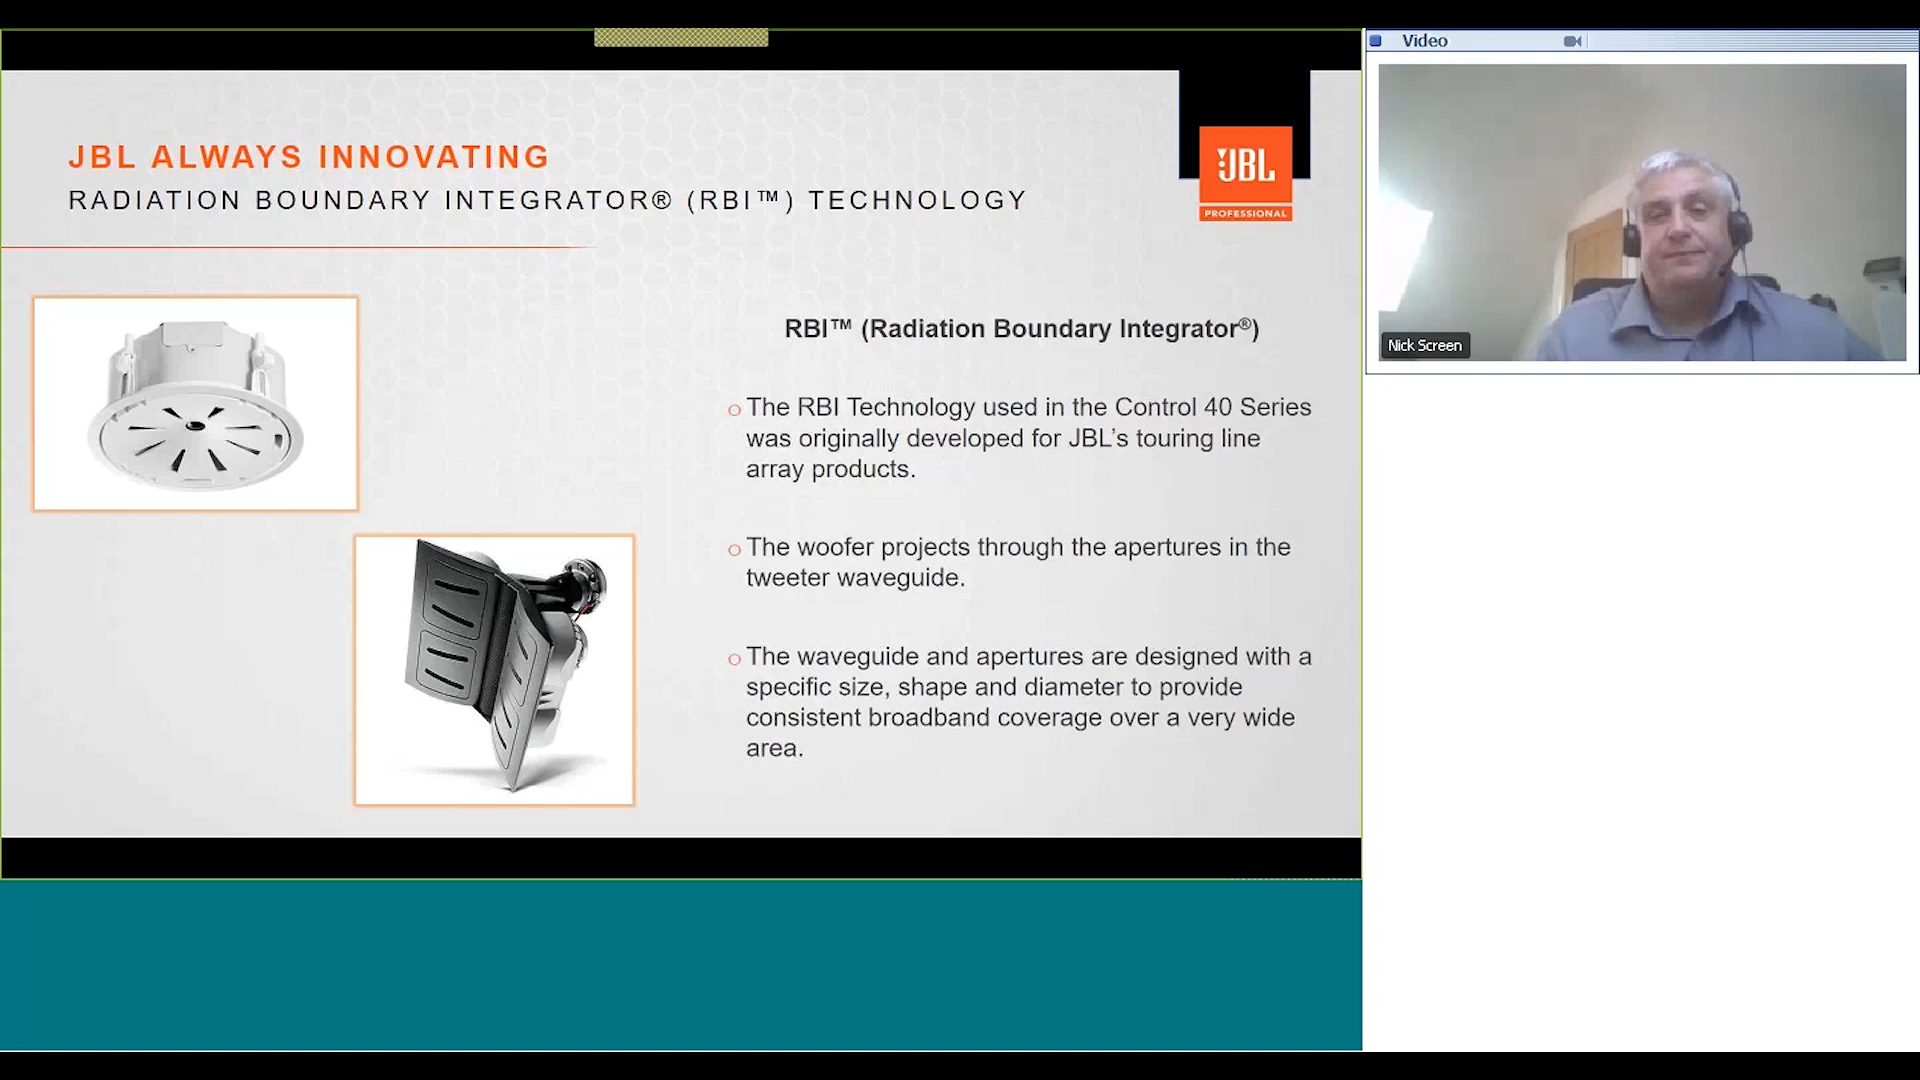 Video
JBL ALWAYS INNOVATING
RADIATION BOUNDARY INTEGRATOR® (RBI™) TECHNOLOGY
JBL
PROFESSIONAL
RBI™ (Radiation Boundary Integrator®)
The RBI Technology used in the Control 40 Series
was originally developed for JBL’s touring line
array products.
The woofer projects through the apertures in the
tweeter waveguide.
The waveguide and apertures are designed with a
specific size, shape and diameter to provide
consistent broadband coverage over a very wide
area.
Nick Screen